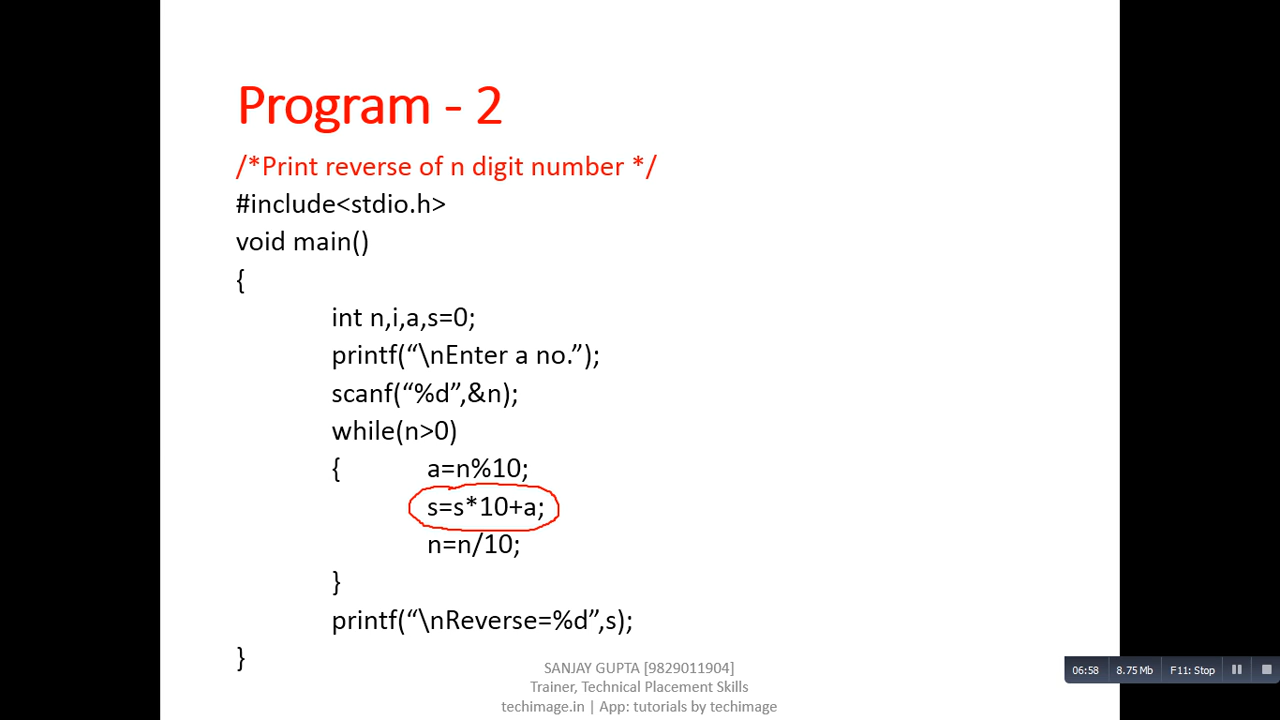 Program - 2
/*Print reverse of n digit number */
#include<stdio.h>
void main()
{
int n,i,a,s=0;
printf(“\nEnter a no.”);
scanf(“%d”,&n);
while(n>0)
{ a=n%10;
s=s*10+a;
n=n/10;
}
printf(“\nReverse=%d”,s);
}
SANJAY GUPTA [9829011904]
Trainer, Technical Placement Skills
techimage.in | App: tutorials by techimage
06:58 8.75 Mb F11: Stop